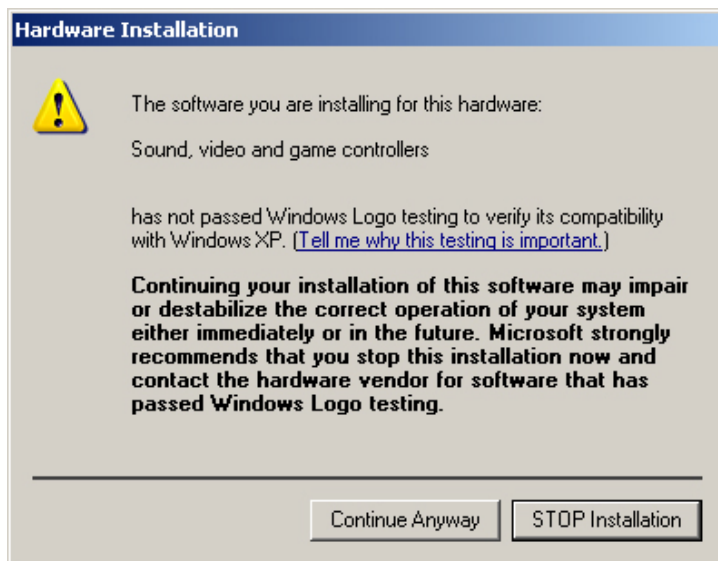 Hardware Installation
The software you are installing for this hardware:
Sound, video and game controllers
has not passed Windows Logo testing to verify its compatibility
with Windows XP. (Tell me why this testing is important.)
Continuing your installation of this software may impair
or destabilize the correct operation of your system
either immediately or in the future. Microsoft strongly
recommends that you stop this installation now and
contact the hardware vendor for software that has
passed Windows Logo testing.
Continue Anyway
STOP Installation